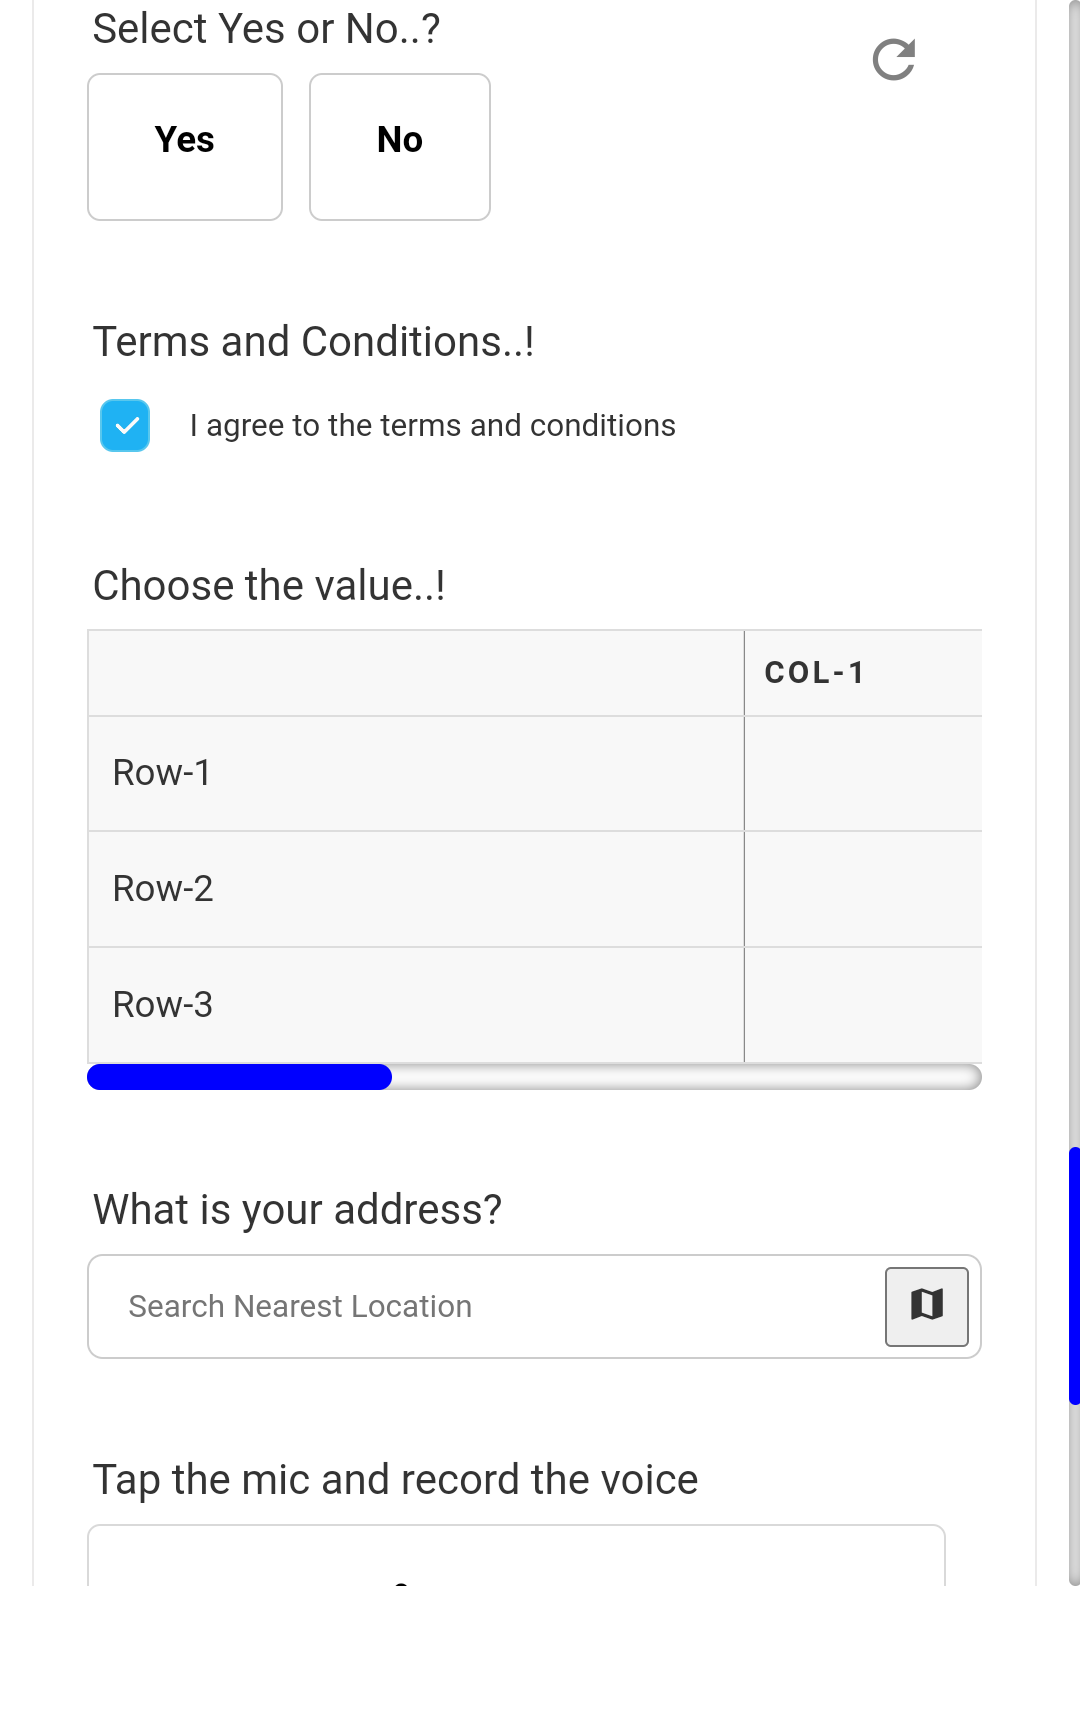 Select Yes or No..?
Yes
No
Terms and Conditions..!
I agree to the terms and conditions
Choose the value..!
COL-1
Row-1
Row-2
Row-3
What is your address?
Search Nearest Location
Tap the mic and record the voice